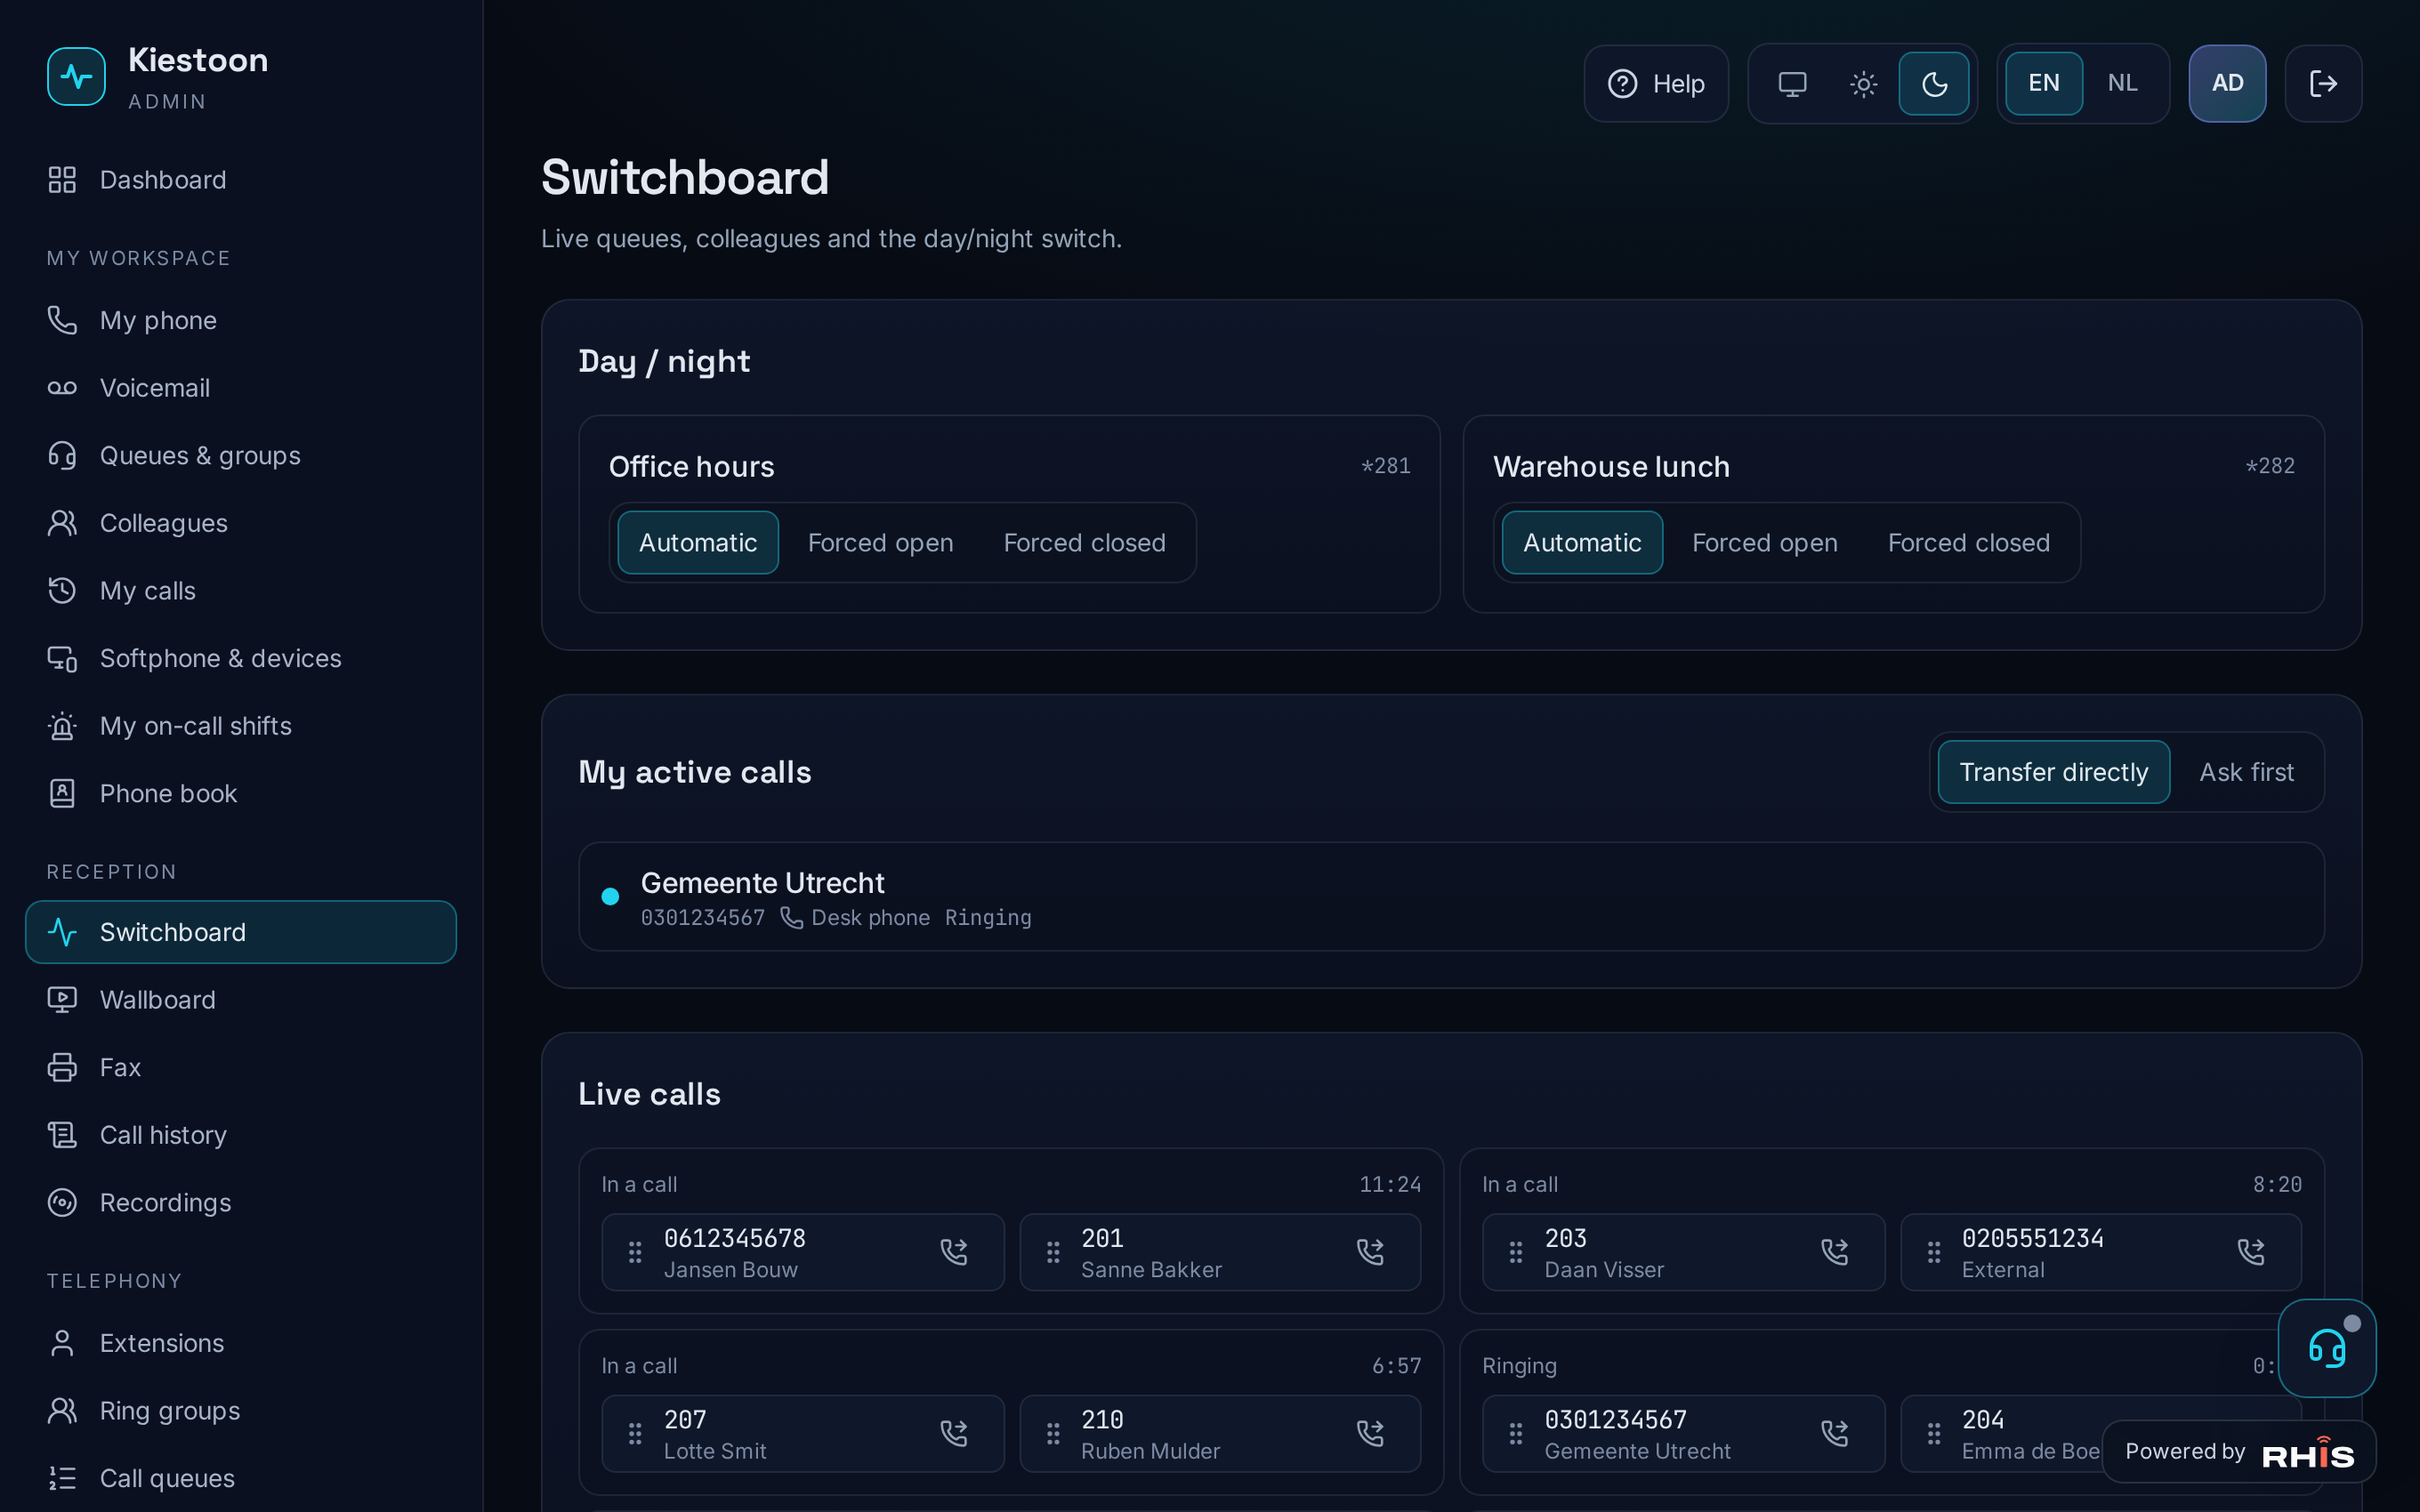 Kiestoon
ADMIN
Dashboard
MY WORKSPACE
My phone
Voicemail
Queues & groups
Colleagues
My calls
Softphone & devices
My on-call shifts
Phone book
RECEPTION
Switchboard
Wallboard
Fax
Call history
Recordings
TELEPHONY
Extensions
Ring groups
Call queues
Help
EN NL
AD
Switchboard
Live queues, colleagues and the day/night switch.
Day / night
Office hours *281
Automatic Forced open Forced closed
Warehouse lunch *282
Automatic Forced open Forced closed
My active calls
Transfer directly Ask first
Gemeente Utrecht
0301234567 Desk phone Ringing
Live calls
In a call 11:24
0612345678
Jansen Bouw
201
Sanne Bakker
In a call 8:20
203
Daan Visser
0205551234
External
In a call 6:57
207
Lotte Smit
210
Ruben Mulder
Ringing 0:
0301234567
Gemeente Utrecht
204
Emma de Boe
Powered by RHiS